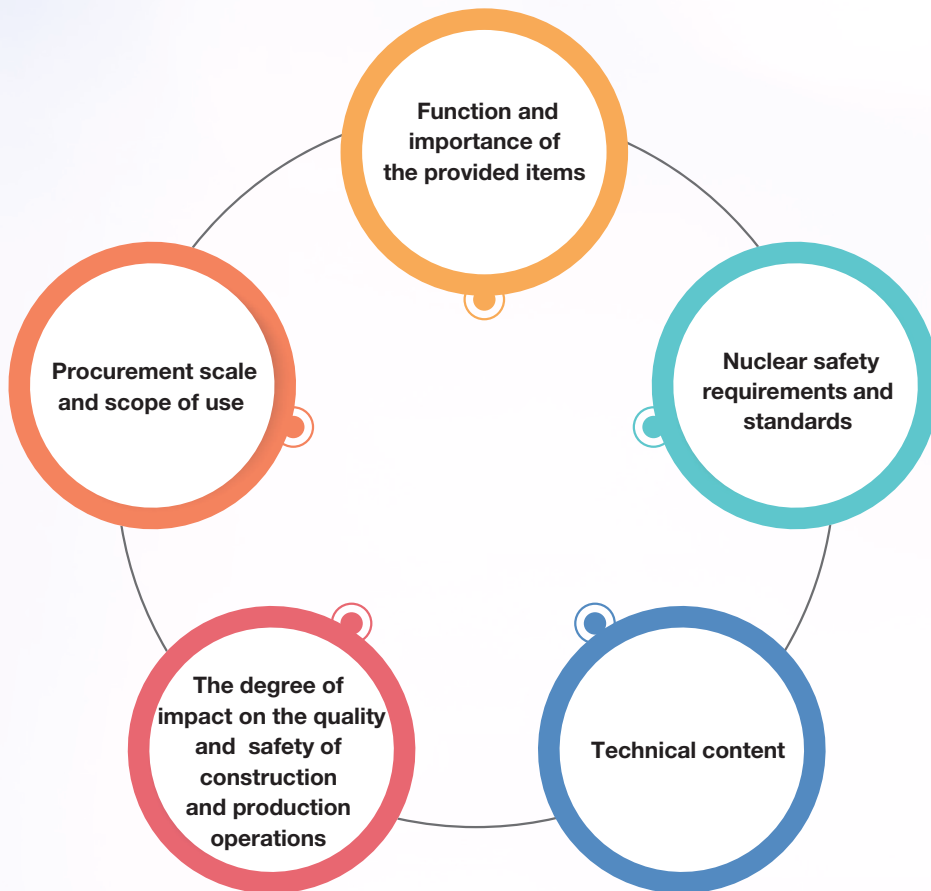 Function and
importance of
the provided items
Nuclear safety
requirements and
standards
Technical content
The degree of
impact on the quality
and safety of
construction
and production
operations
Procurement scale
and scope of use